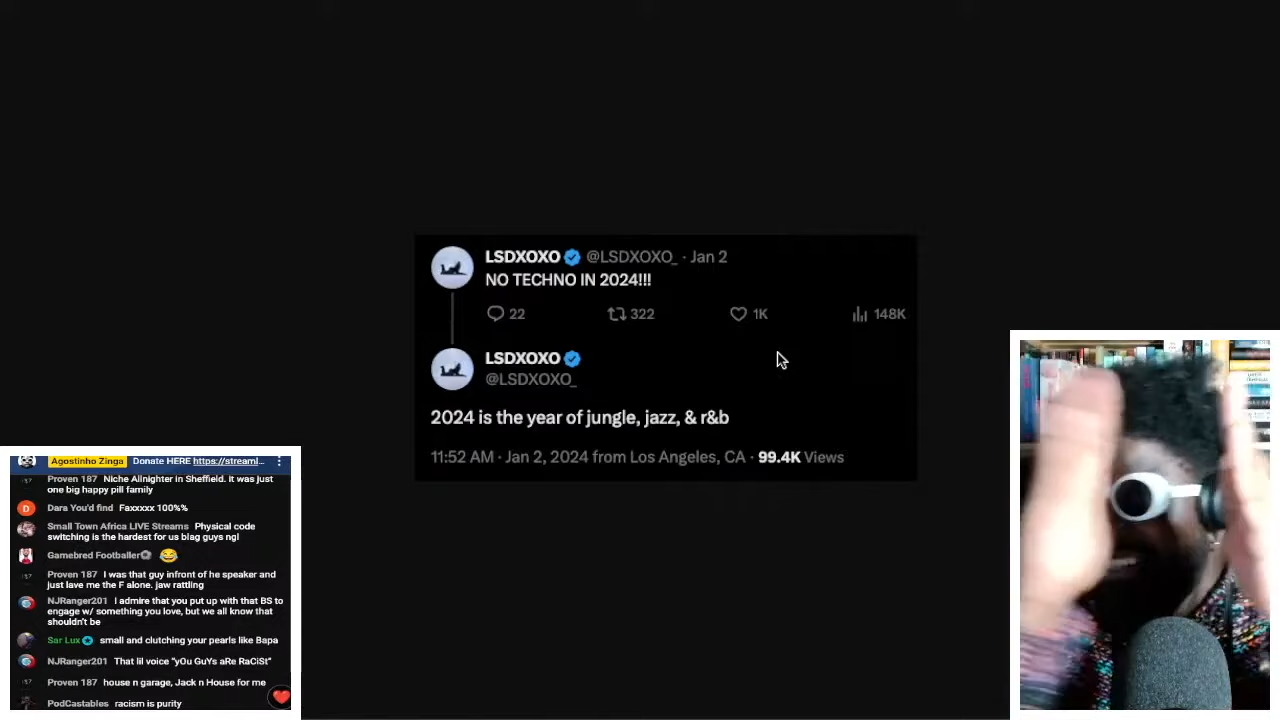 LSDXOXO @LSDXOXO_ · Jan 2
NO TECHNO IN 2024!!!
22 322 1K 148K
LSDXOXO
@LSDXOXO_
2024 is the year of jungle, jazz, & r&b
11:52 AM · Jan 2, 2024 from Los Angeles, CA · 99.4K Views
Agostinho Zinga Donate HERE https://streaml...
Proven 187 Niche Allnighter in Sheffield. It was just
one big happy pill family
Dara You'd find Faxxxxx 100%%
Small Town Africa LIVE Streams Physical code
switching is the hardest for us blag guys ngl
Gamebred Footballer⚽ 😂
Proven 187 I was that guy infront of he speaker and
just lave me the F alone. jaw rattling
NJRanger201 I admire that you put up with that BS to
engage w/ something you love, but we all know that
shouldn't be
Sar Lux small and clutching your pearls like Bapa
NJRanger201 That lil voice "yOu GuYs aRe RaCiSt"
Proven 187 house n garage, Jack n House for me
PodCastables racism is purity